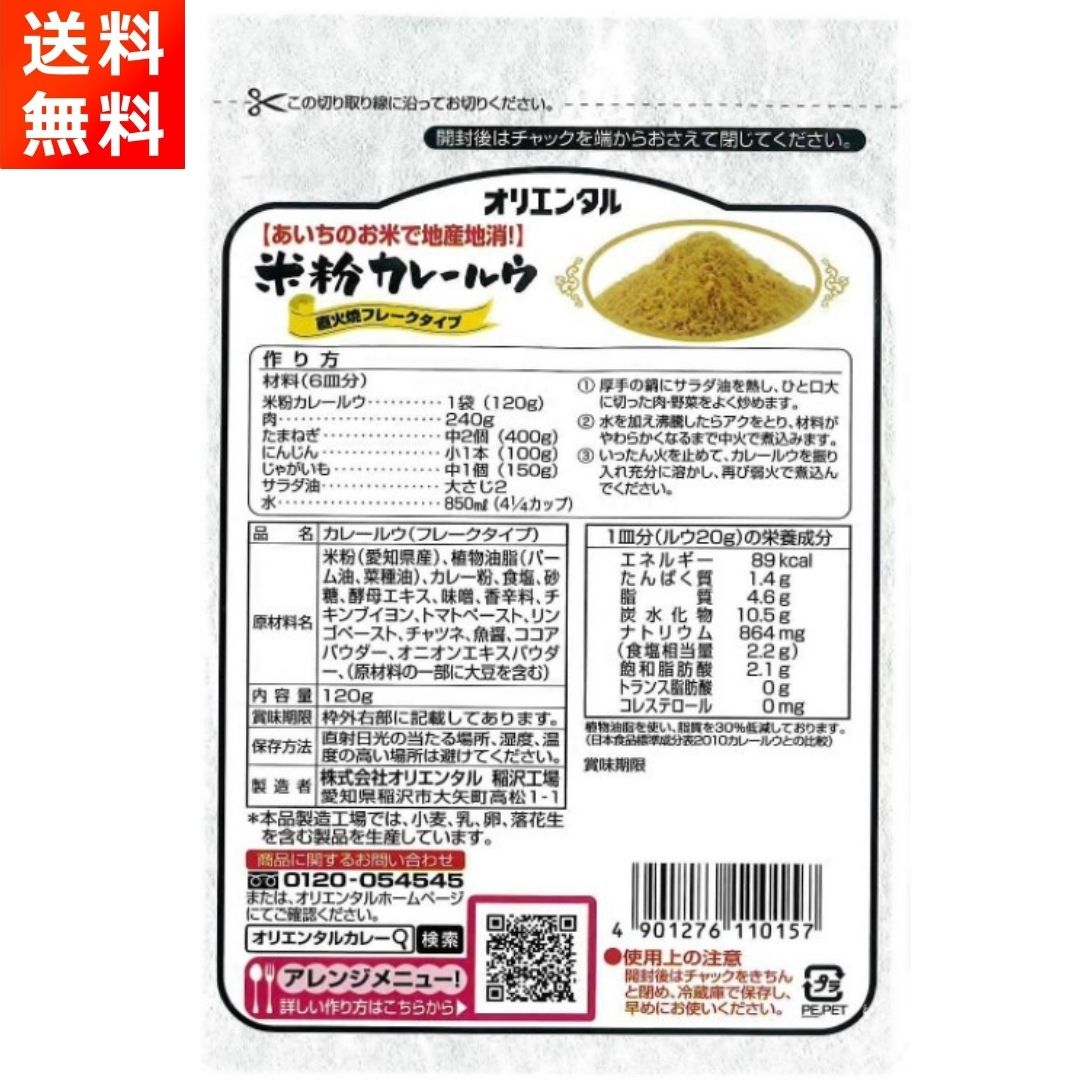 送料
無料
この切り取り線に沿ってお切りください。
開封後はチャックを端からおさえて閉じてください。
オリエンタル
【あいちのお米で地産地消!】
米粉カレールウ
直火焼フレークタイプ
作り方
材料(6皿分)
米粉カレールウ………… 1袋(120g)
肉…………………… 240g
たまねぎ……………… 中2個(400g)
にんじん……………… 小1本(100g)
じゃがいも…………… 中1個(150g)
サラダ油……………… 大さじ2
水…………………… 850㎖(4¼カップ)
① 厚手の鍋にサラダ油を熱し、ひと口大
に切った肉・野菜をよく炒めます。
② 水を加え沸騰したらアクをとり、材料が
やわらかくなるまで中火で煮込みます。
③ いったん火を止めて、カレールウを振り
入れ充分に溶かし、再び弱火で煮込ん
でください。
品名 カレールウ(フレークタイプ)
原材料名 米粉(愛知県産)、植物油脂(パー
ム油、菜種油)、カレー粉、食塩、砂
糖、酵母エキス、味噌、香辛料、チ
キンブイヨン、トマトペースト、リン
ゴペースト、チャツネ、魚醤、ココア
パウダー、オニオンエキスパウダ
ー、(原材料の一部に大豆を含む)
内容量 120g
賞味期限 枠外右部に記載してあります。
保存方法 直射日光の当たる場所、湿度、温
度の高い場所は避けてください。
製造者 株式会社オリエンタル 稲沢工場
愛知県稲沢市大矢町高松1-1
*本品製造工場では、小麦、乳、卵、落花生
を含む製品を生産しています。
1皿分(ルウ20g)の栄養成分
エネルギー 89kcal
たんぱく質 1.4g
脂質 4.6g
炭水化物 10.5g
ナトリウム 864mg
(食塩相当量 2.2g)
飽和脂肪酸 2.1g
トランス脂肪酸 0g
コレステロール 0mg
植物油脂を使い、脂質を30%低減しております。
(日本食品標準成分表2010カレールウとの比較)
賞味期限
商品に関するお問い合わせ
0120-054545
または、オリエンタルホームページ
にてご確認ください。
オリエンタルカレー 検索
アレンジメニュー!
詳しい作り方はこちらから▶
4 901276 110157
●使用上の注意
開封後はチャックをきちん
と閉め、冷蔵庫で保存し、
早めにお使いください。
プラ
PE,PET